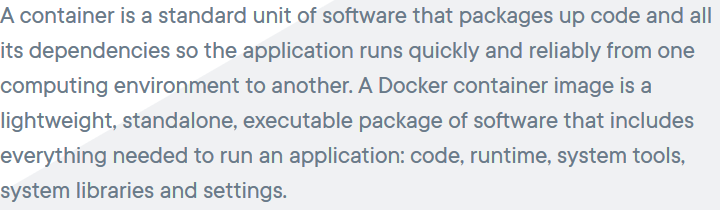 A container is a standard unit of software that packages up code and all
its dependencies so the application runs quickly and reliably from one
computing environment to another. A Docker container image is a
lightweight, standalone, executable package of software that includes
everything needed to run an application: code, runtime, system tools,
system libraries and settings.